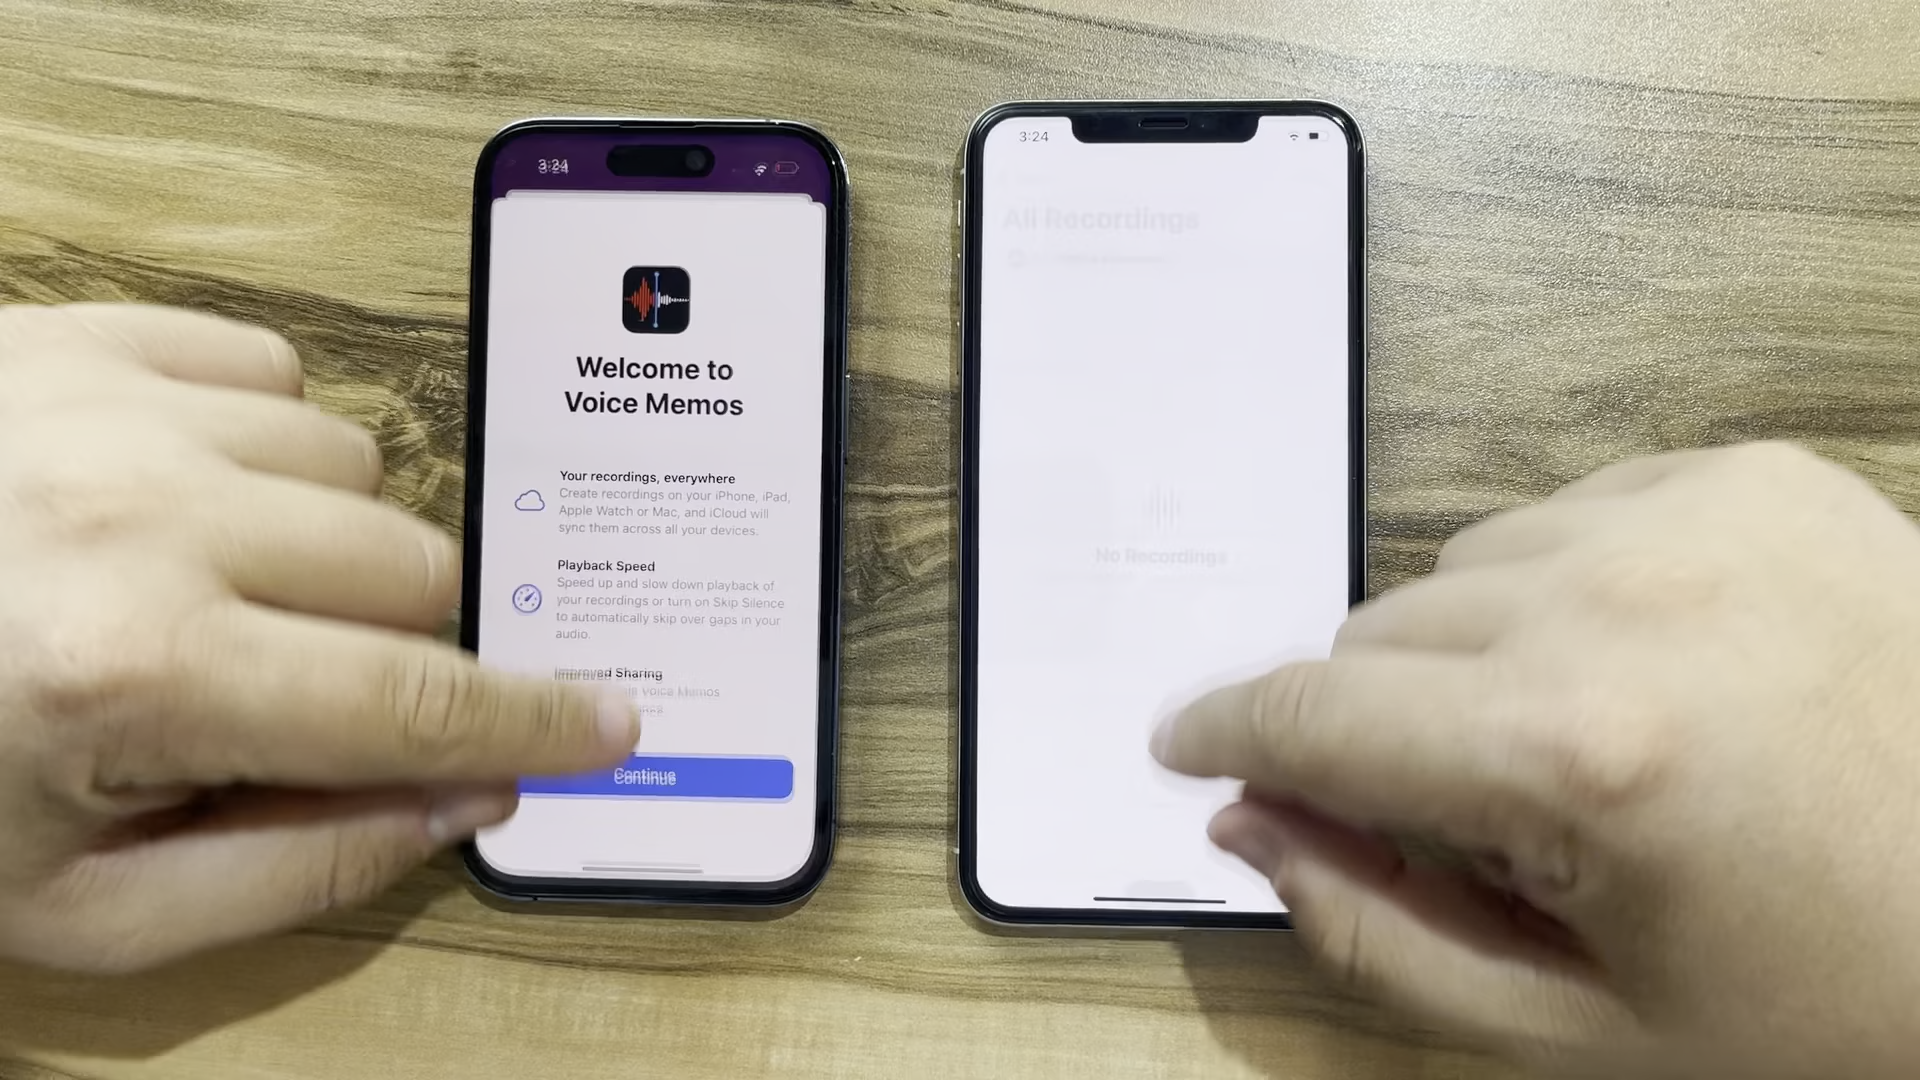 3:24
Welcome to
Voice Memos
Your recordings, everywhere
Create recordings on your iPhone, iPad,
Apple Watch or Mac, and iCloud will
sync them across all your devices.
Playback Speed
Speed up and slow down playback of
your recordings or turn on Skip Silence
to automatically skip over gaps in your
audio.
Improved Sharing
Voice Memos
Continue
3:24
All Recordings
No Recordings